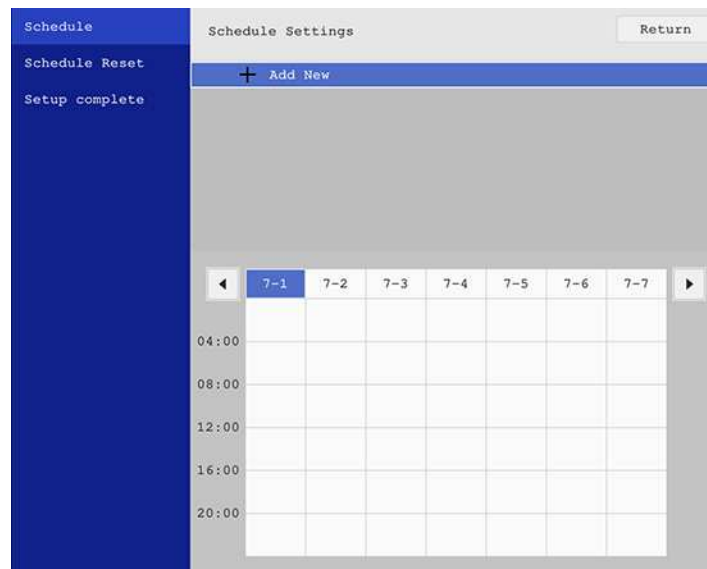 Schedule
Schedule Reset
Setup complete
Schedule Settings
Return
Add New
7-1 7-2 7-3 7-4 7-5 7-6 7-7
04:00
08:00
12:00
16:00
20:00